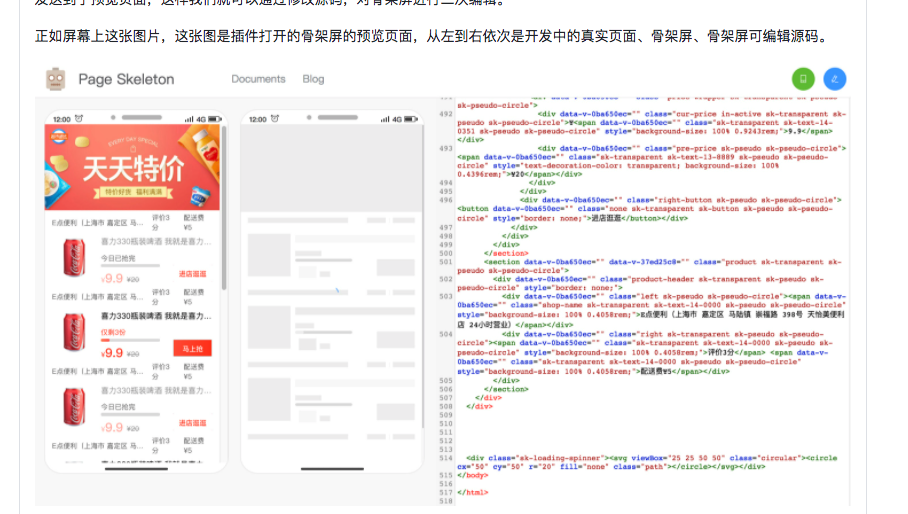 正如屏幕上这张图片，这张图是插件打开的骨架屏的预览页面，从左到右依次是开发中的真实页面、骨架屏、骨架屏可编辑源码。
Page Skeleton
Documents
Blog
12:00
4G
EVERY DAY SPECIAL
天天特价
特价好货 福利满满
E点便利（上海市 嘉定区 马...
评价3分
配送费¥5
喜力330瓶装啤酒 我就是喜力...
今日已抢完
¥9.9 ¥20
进店逛逛
E点便利（上海市 嘉定区 马...
评价3分
配送费¥5
喜力330瓶装啤酒 我就是喜力...
仅剩3份
¥9.9 ¥20
马上抢
E点便利（上海市 嘉定区 马...
评价3分
配送费¥5
喜力330瓶装啤酒 我就是喜力...
今日已抢完
¥9.9 ¥20
进店逛逛
E点便利（上海市 嘉定区 马...
评价3分
配送费¥5
12:00
4G
sk-pseudo-circle">
492 <div data-v-0ba650ec="" class="cur-price in-active sk-transparent sk-
pseudo sk-pseudo-circle">¥<span data-v-0ba650ec="" class="sk-transparent sk-text-14-
0351 sk-pseudo sk-pseudo-circle" style="background-size: 100% 0.9243rem;">9.9</span>
</div>
493 <div data-v-0ba650ec="" class="pre-price sk-pseudo sk-pseudo-circle">
<span data-v-0ba650ec="" class="sk-transparent sk-text-13-8889 sk-pseudo sk-pseudo-
circle" style="text-decoration-color: transparent; background-size: 100%
0.4396rem;">¥20</span></div>
494 </div>
495 </div>
496 <div data-v-0ba650ec="" class="right-button sk-pseudo sk-pseudo-circle">
<button data-v-0ba650ec="" class="none sk-transparent sk-button sk-pseudo sk-pseudo-
circle" style="border: none;">进店逛逛</button></div>
497 </div>
498 </div>
499 </div>
500 </section>
501 <section data-v-0ba650ec="" data-v-37ed25c8="" class="product sk-transparent sk-
pseudo sk-pseudo-circle">
502 <div data-v-0ba650ec="" class="product-header sk-transparent sk-pseudo sk-
pseudo-circle" style="border: none;">
503 <div data-v-0ba650ec="" class="left sk-pseudo sk-pseudo-circle"><span data-v-
0ba650ec="" class="shop-name sk-transparent sk-text-14-0000 sk-pseudo sk-pseudo-circle"
style="background-size: 100% 0.4058rem;">E点便利（上海市 嘉定区 马陆镇 崇福路 398号 天怡美便利
店 24小时营业）</span></div>
504 <div data-v-0ba650ec="" class="right sk-transparent sk-pseudo sk-pseudo-
circle"><span data-v-0ba650ec="" class="sk-transparent sk-text-14-0000 sk-pseudo sk-
pseudo-circle" style="background-size: 100% 0.4058rem;">评价3分</span> <span data-v-
0ba650ec="" class="sk-transparent sk-text-14-0000 sk-pseudo sk-pseudo-circle"
style="background-size: 100% 0.4058rem;">配送费¥5</span></div>
505 </div>
506 </section>
507 </div>
508 </div>
509
510
511
512
513
514 <div class="sk-loading-spinner"><svg viewBox="25 25 50 50" class="circular"><circle
cx="50" cy="50" r="20" fill="none" class="path"></circle></svg></div>
515 </body>
516
517 </html>
518